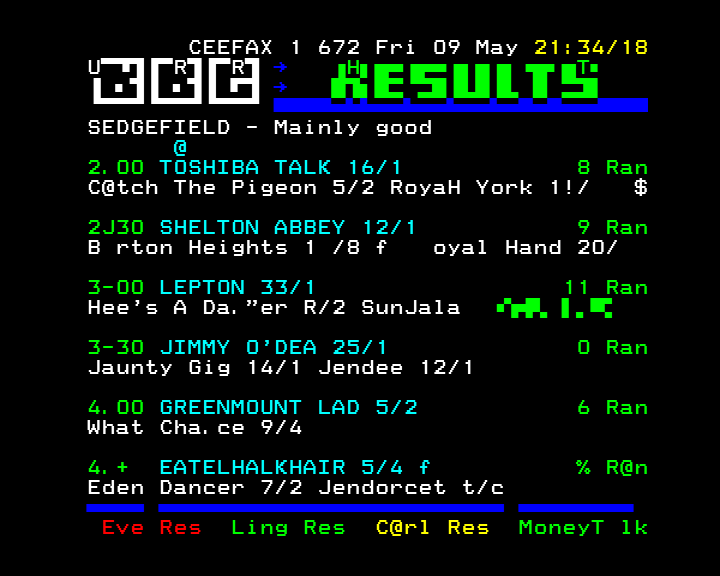 CEEFAX 1 672 Fri 09 May 21:34/18
BBC RESULTS
SEDGEFIELD - Mainly good
@
2.00 TOSHIBA TALK 16/1 8 Ran
C@tch The Pigeon 5/2 RoyaH York 1!/ $
2J30 SHELTON ABBEY 12/1 9 Ran
B rton Heights 1 /8 f oyal Hand 20/
3-00 LEPTON 33/1 11 Ran
Hee's A Da.”er R/2 SunJala
3-30 JIMMY O'DEA 25/1 0 Ran
Jaunty Gig 14/1 Jendee 12/1
4.00 GREENMOUNT LAD 5/2 6 Ran
What Cha.ce 9/4
4.+ EATELHALKHAIR 5/4 f % R@n
Eden Dancer 7/2 Jendorcet t/c
Eve Res Ling Res C@rl Res MoneyT lk